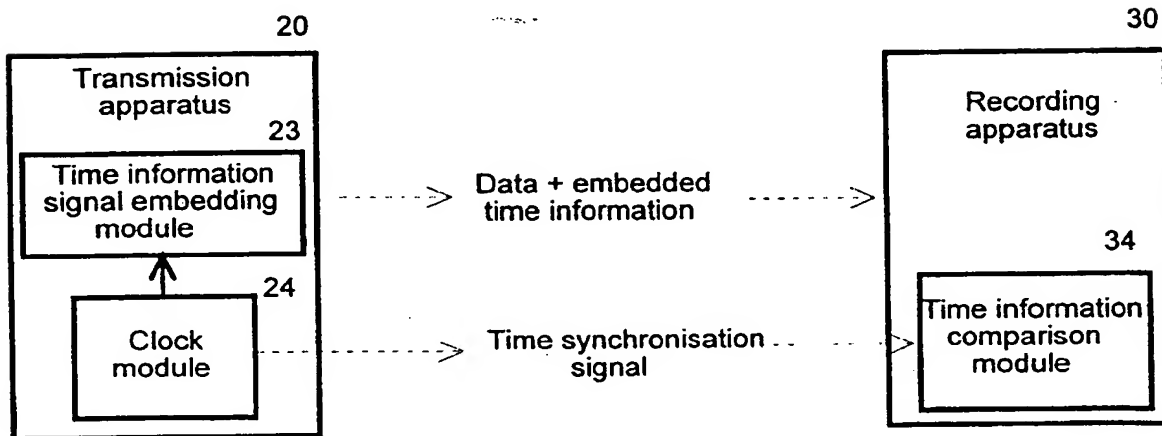 20
Transmission
apparatus
23
Time information
signal embedding
module
24
Clock
module
Data + embedded
time information
Time synchronisation
signal
30
Recording
apparatus
34
Time information
comparison
module